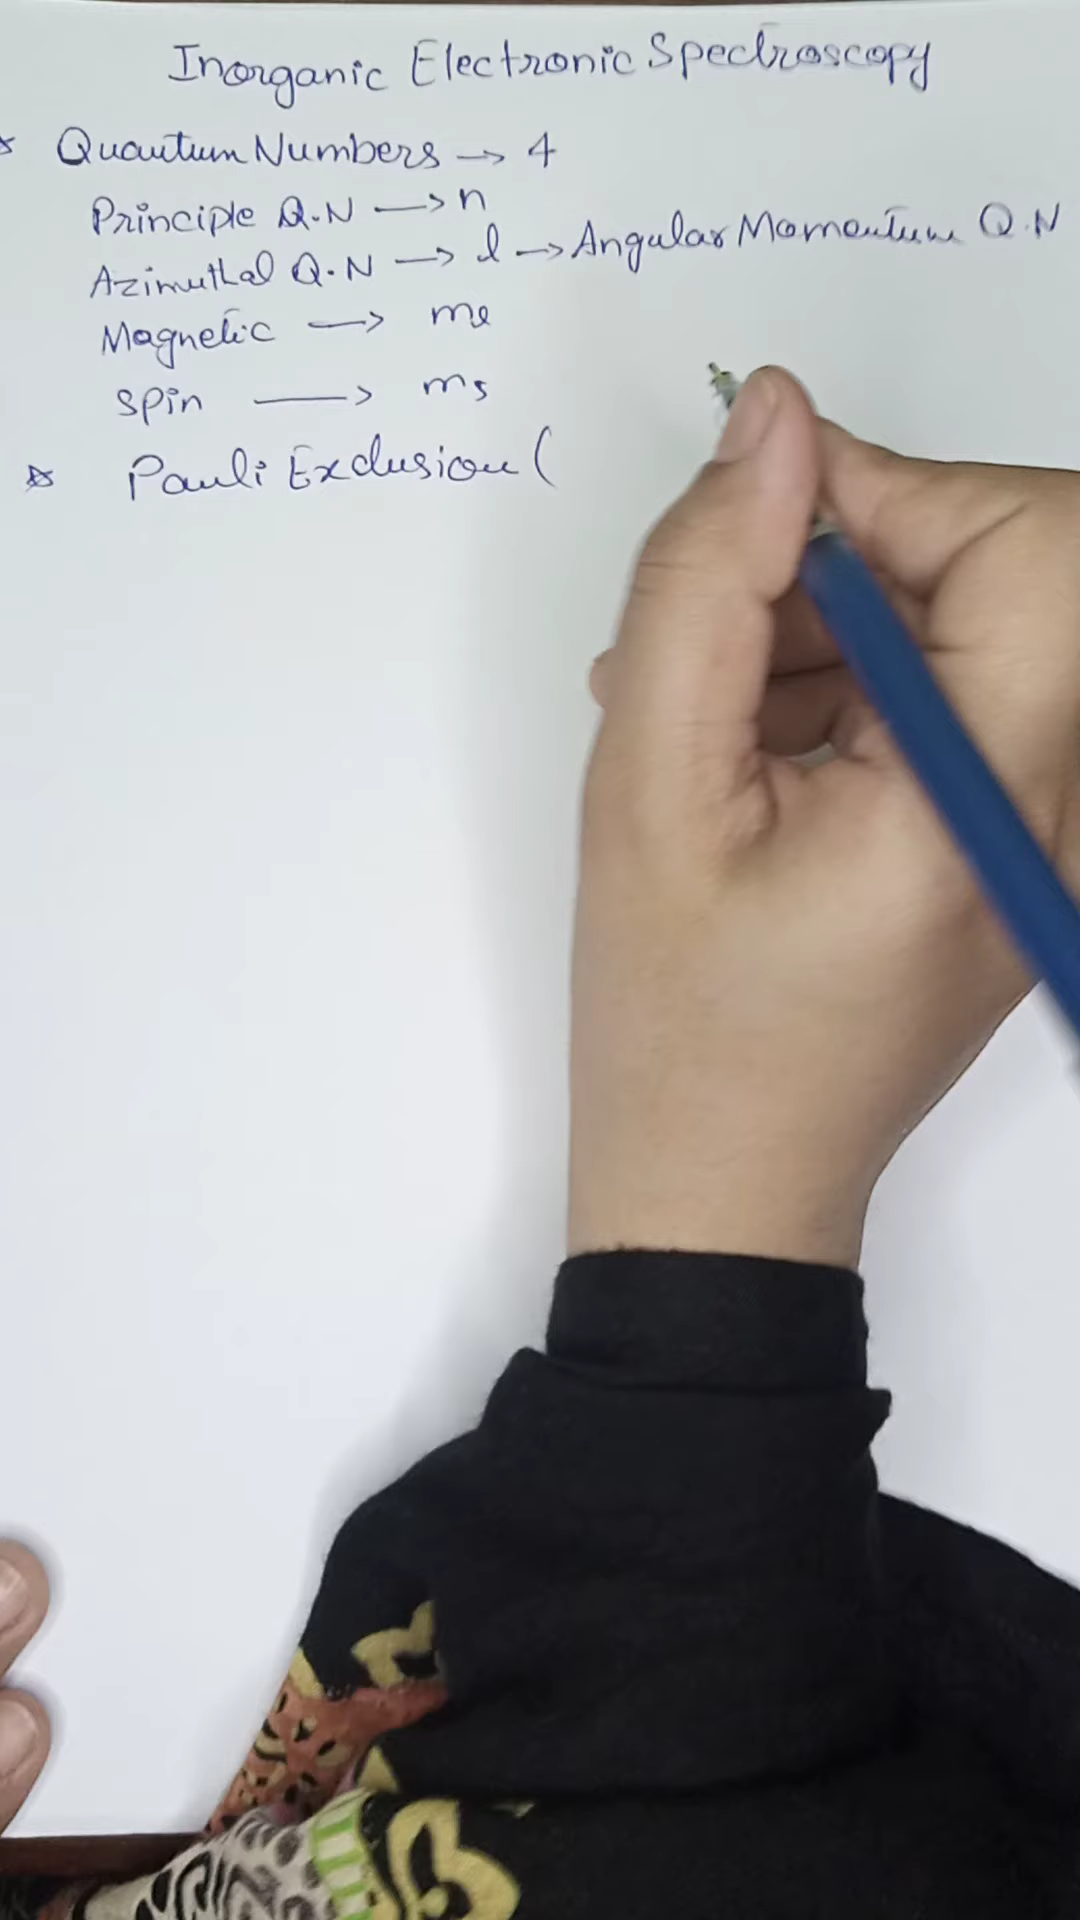 Inorganic Electronic Spectroscopy
☆ Quantum Numbers → 4
Principle Q.N → n
Azimuthal Q.N → l → Angular Momentum Q.N
Magnetic → ml
Spin → ms
☆ Pauli Exclusion (